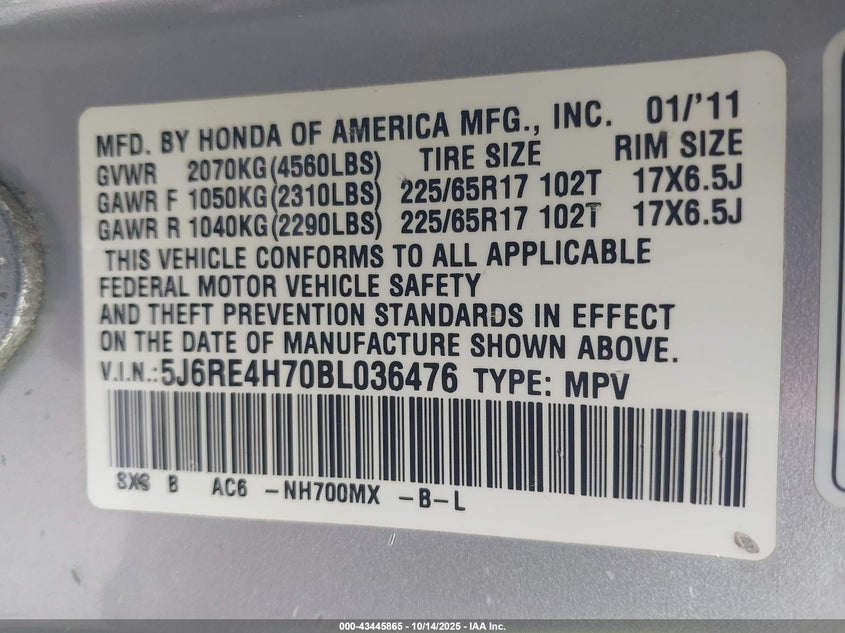 MFD. BY HONDA OF AMERICA MFG., INC. 01/'11
GVWR 2070KG(4560LBS) TIRE SIZE RIM SIZE
GAWR F 1050KG(2310LBS) 225/65R17 102T 17X6.5J
GAWR R 1040KG(2290LBS) 225/65R17 102T 17X6.5J
THIS VEHICLE CONFORMS TO ALL APPLICABLE
FEDERAL MOTOR VEHICLE SAFETY
AND THEFT PREVENTION STANDARDS IN EFFECT
ON THE DATE OF MANUFACTURE SHOWN ABOVE.
V.I.N.:5J6RE4H70BL036476 TYPE: MPV
B AC6 -NH700MX -B-L
000-43445865 - 10/14/2025 - IAA Inc.